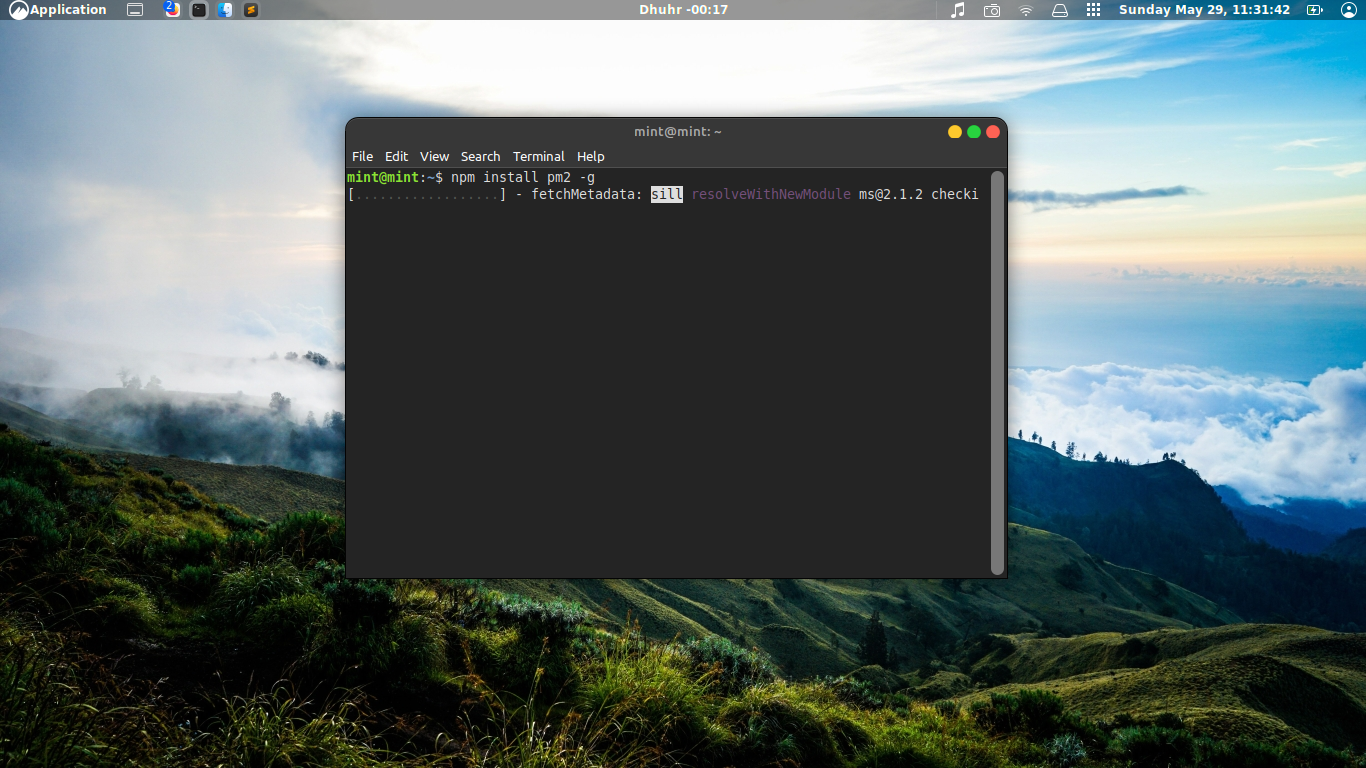 Application
2
Dhuhr -00:17
Sunday May 29, 11:31:42
mint@mint: ~
File Edit View Search Terminal Help
mint@mint:~$ npm install pm2 -g
[..................] - fetchMetadata: sill resolveWithNewModule ms@2.1.2 checki